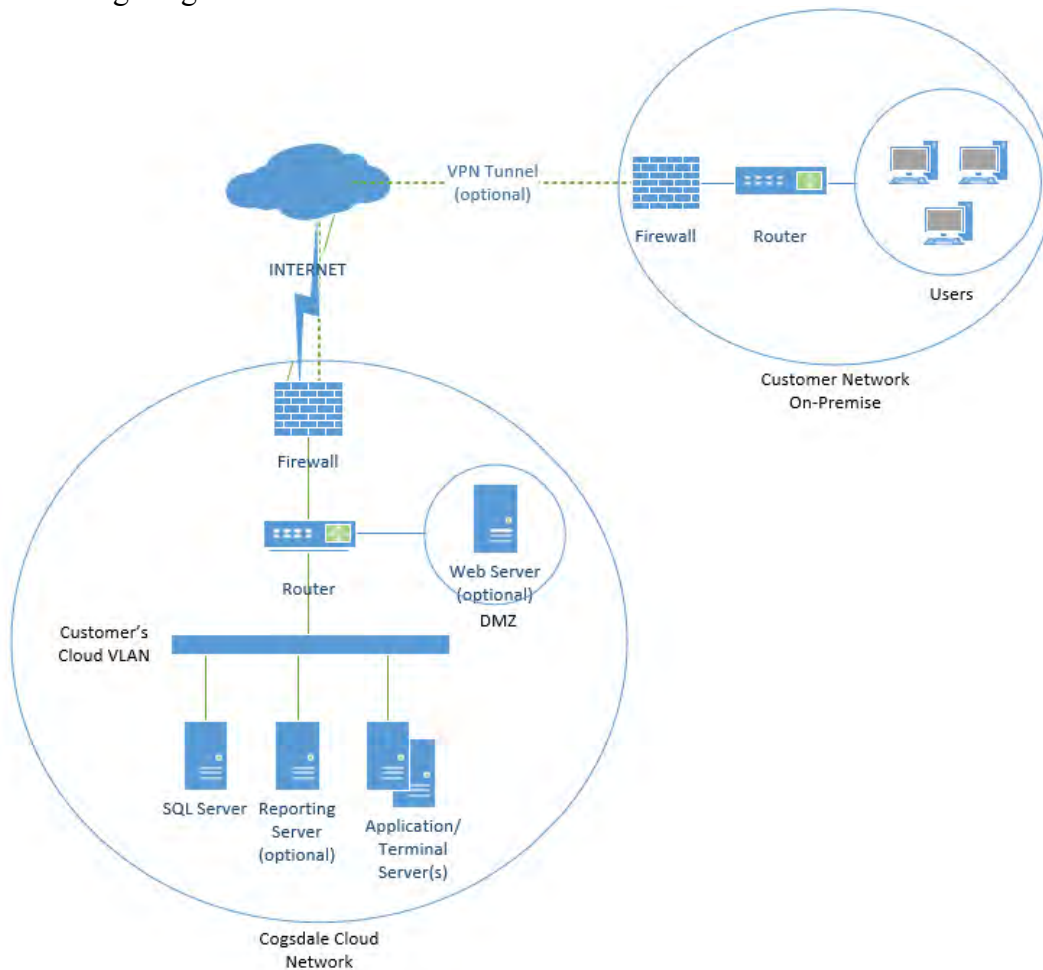 VPN Tunnel
(optional)
Firewall
Router
Users
INTERNET
Customer Network
On-Premise
Firewall
Router
Web Server
(optional)
DMZ
Customer's
Cloud VLAN
SQL Server
Reporting
Server
(optional)
Application/
Terminal
Server(s)
Cogsdale Cloud
Network